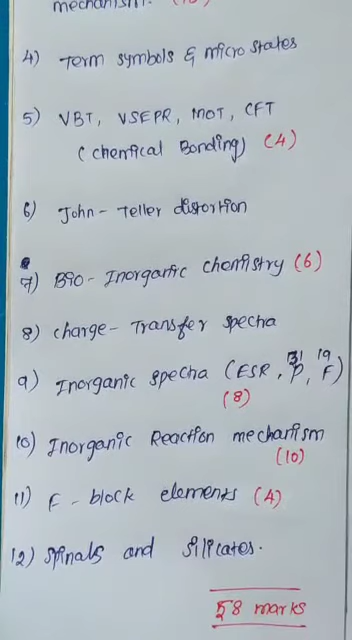 mechanism. (10)
4) Term symbols & micro states
5) VBT, VSEPR, MOT, CFT
(Chemical Bonding) (4)
6) John-Teller distortion
7) Bio-Inorganic chemistry (6)
8) charge-Transfer spectra
9) Inorganic spectra (ESR, 31P, 19F)
(8)
10) Inorganic Reaction mechanism
(10)
11) F-block elements (4)
12) Spinals and silicates.
58 marks